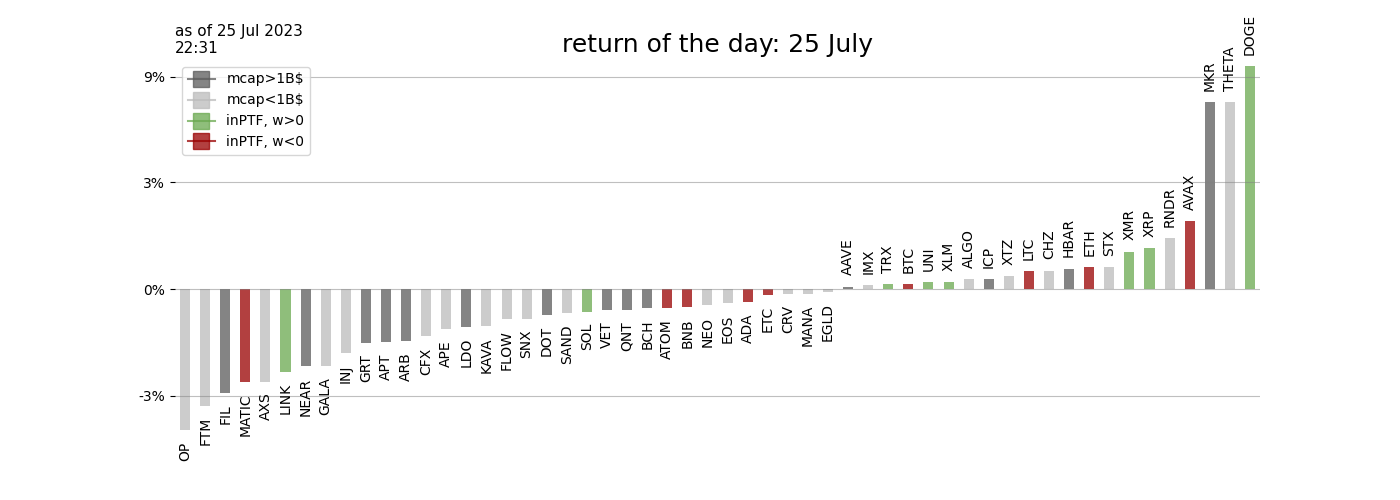 as of 25 Jul 2023
22:31
return of the day: 25 July
mcap>1B$
mcap<1B$
inPTF, w>0
inPTF, w<0
9%
3%
0%
-3%
OP
FTM
FIL
MATIC
AXS
LINK
NEAR
GALA
INJ
GRT
APT
ARB
CFX
APE
LDO
KAVA
FLOW
SNX
DOT
SAND
SOL
VET
QNT
BCH
ATOM
BNB
NEO
EOS
ADA
ETC
CRV
MANA
EGLD
AAVE
IMX
TRX
BTC
UNI
XLM
ALGO
ICP
XTZ
LTC
CHZ
HBAR
ETH
STX
XMR
XRP
RNDR
AVAX
MKR
THETA
DOGE